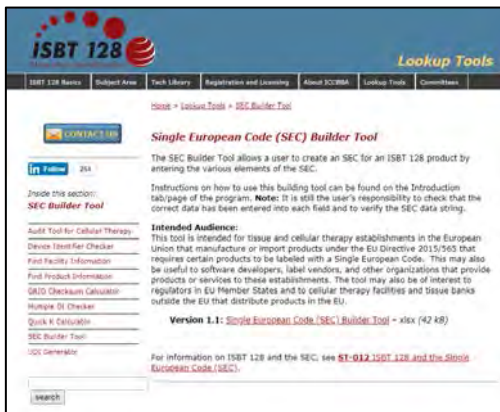 iSBT 128
Lookup Tools
ISBT 128 Basics
Subject Area
Tech Library
Registration and Licensing
About ICCBBA
Lookup Tools
Committees
Home > Lookup Tools > SEC Builder Tool
CONTACT US
Single European Code (SEC) Builder Tool
The SEC Builder Tool allows a user to create an SEC for an ISBT 128 product by
entering the various elements of the SEC.
in Follow
Instructions on how to use this building tool can be found on the Introduction
tab/page of the program. Note: It is still the user's responsibility to check that the
correct data has been entered into each field and to verify the SEC data string.
Inside this section:
SEC Builder Tool
Intended Audience:
This tool is intended for tissue and cellular therapy establishments in the European
Union that manufacture or import products under the EU Directive 2015/565 that
requires certain products to be labeled with a Single European Code. This may also
be useful to software developers, label vendors, and other organizations that provide
products or services to these establishments. The tool may also be of interest to
regulators in EU Member States and to cellular therapy facilities and tissue banks
outside the EU that distribute products in the EU.
Audit Tool for Cellular Therapy
Device Identifier Checker
Find Facility Information
Find Product Information
GRID Checksum Calculator
Multiple DI Checker
Quick K Calculator
SEC Builder Tool
UDI Generator
Version 1.1: Single European Code (SEC) Builder Tool - xlsx (42 kB)
For information on ISBT 128 and the SEC, see ST-012 ISBT 128 and the Single
European Code (SEC).
search